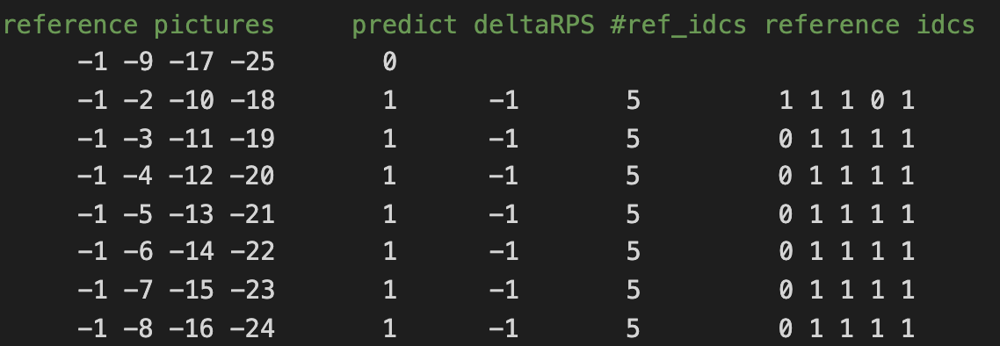 reference pictures predict deltaRPS #ref_idcs reference idcs
-1 -9 -17 -25 0
-1 -2 -10 -18 1 -1 5 1 1 1 0 1
-1 -3 -11 -19 1 -1 5 0 1 1 1 1
-1 -4 -12 -20 1 -1 5 0 1 1 1 1
-1 -5 -13 -21 1 -1 5 0 1 1 1 1
-1 -6 -14 -22 1 -1 5 0 1 1 1 1
-1 -7 -15 -23 1 -1 5 0 1 1 1 1
-1 -8 -16 -24 1 -1 5 0 1 1 1 1